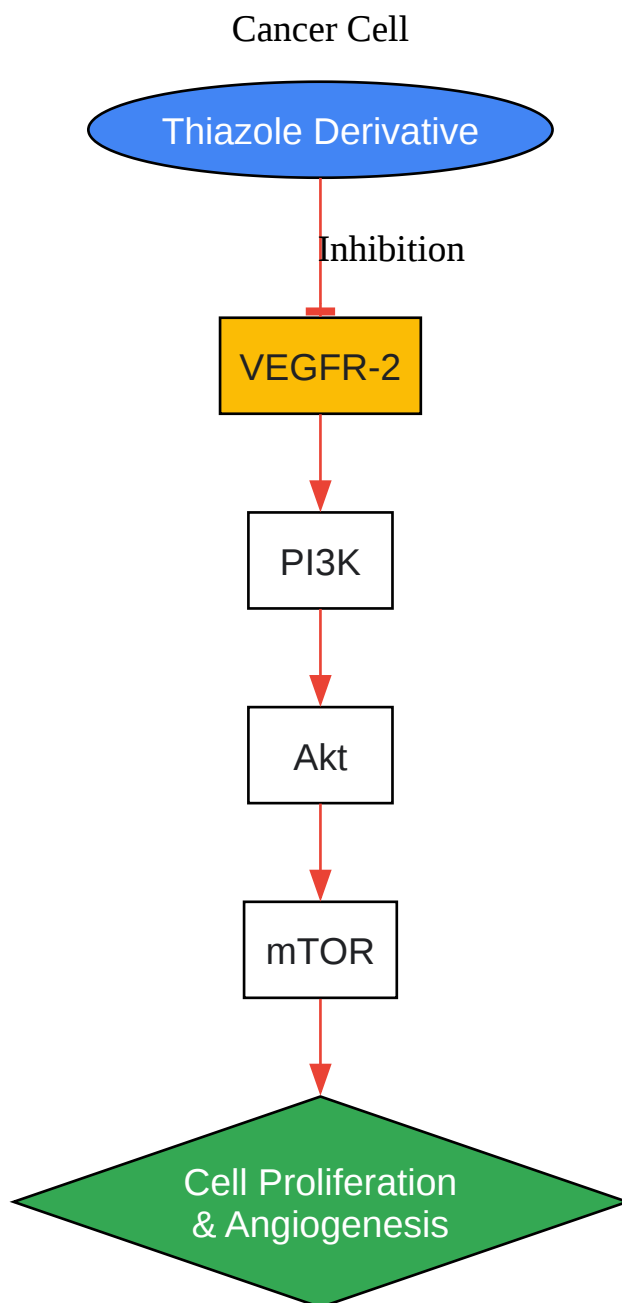 Cancer Cell
Thiazole Derivative
Inhibition
VEGFR-2
PI3K
Akt
mTOR
Cell Proliferation
& Angiogenesis